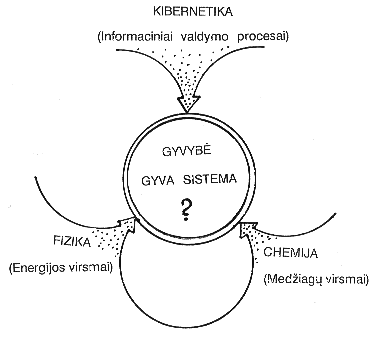 KIBERNETIKA
(Informaciniai valdymo procesai)
GYVYBĖ
GYVA SISTEMA
?
FIZIKA
(Energijos virsmai)
CHEMIJA
(Medžiagų virsmai)